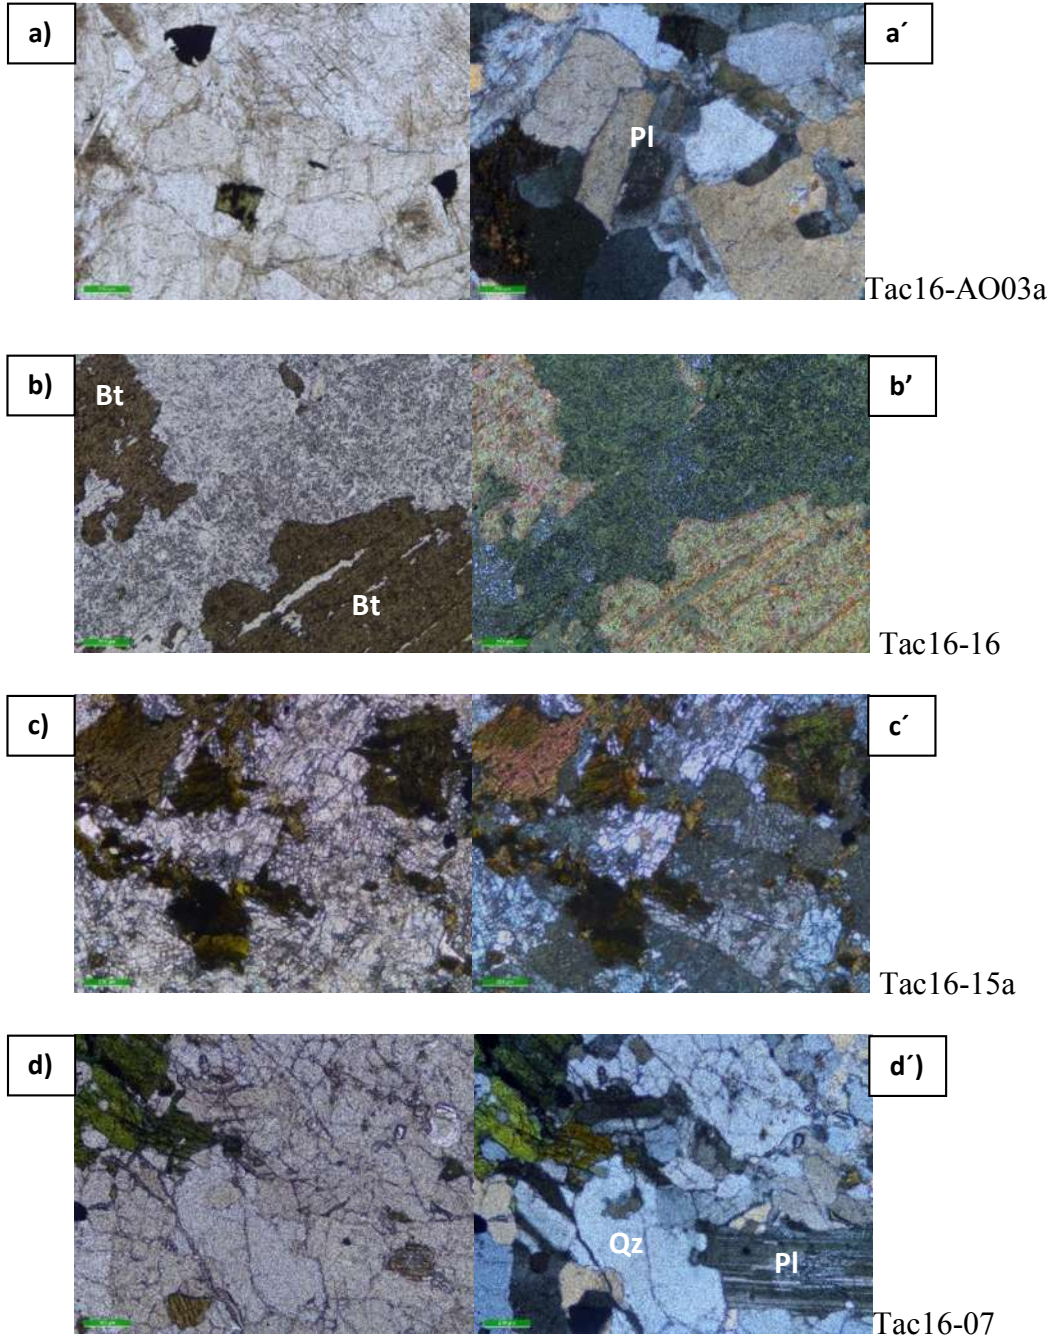 a)
a´
Pl
Tac16-AO03a
b)
b’
Bt
Bt
Tac16-16
c)
c´
Tac16-15a
d)
d´)
Qz
Pl
Tac16-07